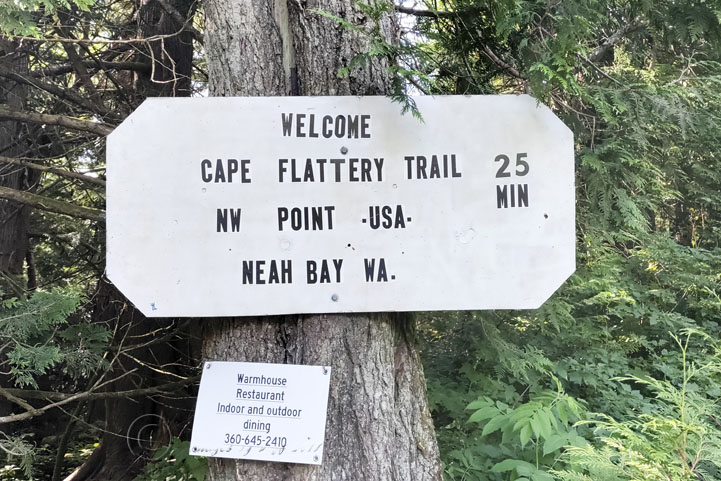 WELCOME
CAPE FLATTERY TRAIL 25
MIN
NW POINT -USA-
NEAH BAY WA.
Warmhouse
Restaurant
Indoor and outdoor
dining
360-645-2410